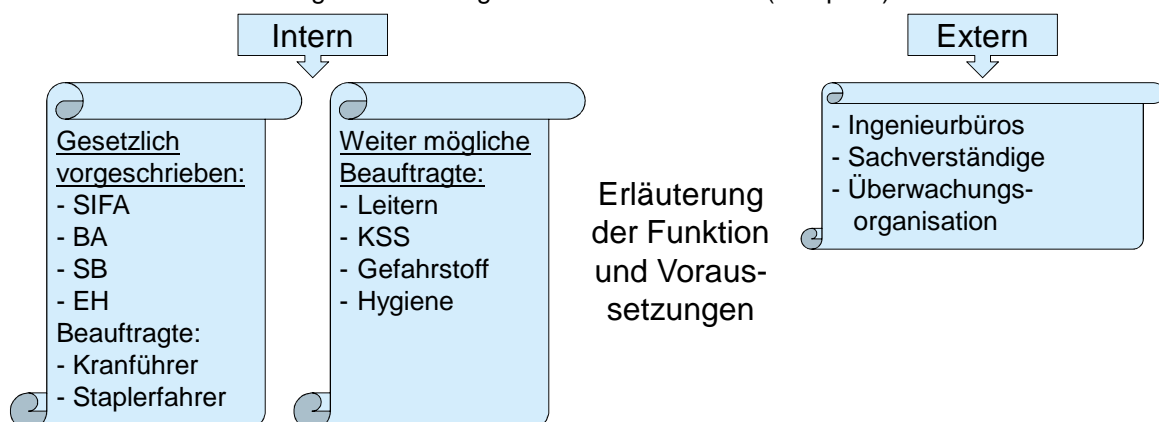 Intern
Extern
Gesetzlich
vorgeschrieben:
- SIFA
- BA
- SB
- EH
Beauftragte:
- Kranführer
- Staplerfahrer
Weiter mögliche
Beauftragte:
- Leitern
- KSS
- Gefahrstoff
- Hygiene
Erläuterung
der Funktion
und Voraus-
setzungen
- Ingenieurbüros
- Sachverständige
- Überwachungs-
organisation